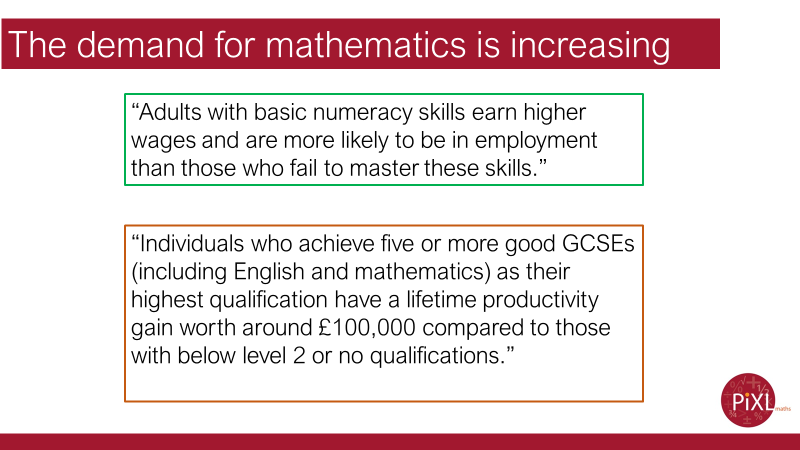 The demand for mathematics is increasing
“Adults with basic numeracy skills earn higher
wages and are more likely to be in employment
than those who fail to master these skills.”
“Individuals who achieve five or more good GCSEs
(including English and mathematics) as their
highest qualification have a lifetime productivity
gain worth around £100,000 compared to those
with below level 2 or no qualifications.”
PiXL maths